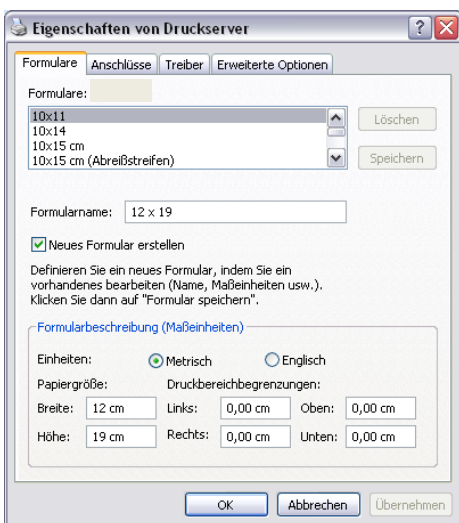 Eigenschaften von Druckserver
Formulare Anschlüsse Treiber Erweiterte Optionen
Formulare:
10x11
10x14
10x15 cm
10x15 cm (Abreißstreifen)
Löschen
Speichern
Formularname: 12 x 19
Neues Formular erstellen
Definieren Sie ein neues Formular, indem Sie ein
vorhandenes bearbeiten (Name, Maßeinheiten usw.).
Klicken Sie dann auf "Formular speichern".
Formularbeschreibung (Maßeinheiten)
Einheiten: Metrisch Englisch
Papiergröße: Druckbereichbegrenzungen:
Breite: 12 cm Links: 0,00 cm Oben: 0,00 cm
Höhe: 19 cm Rechts: 0,00 cm Unten: 0,00 cm
OK Abbrechen Übernehmen